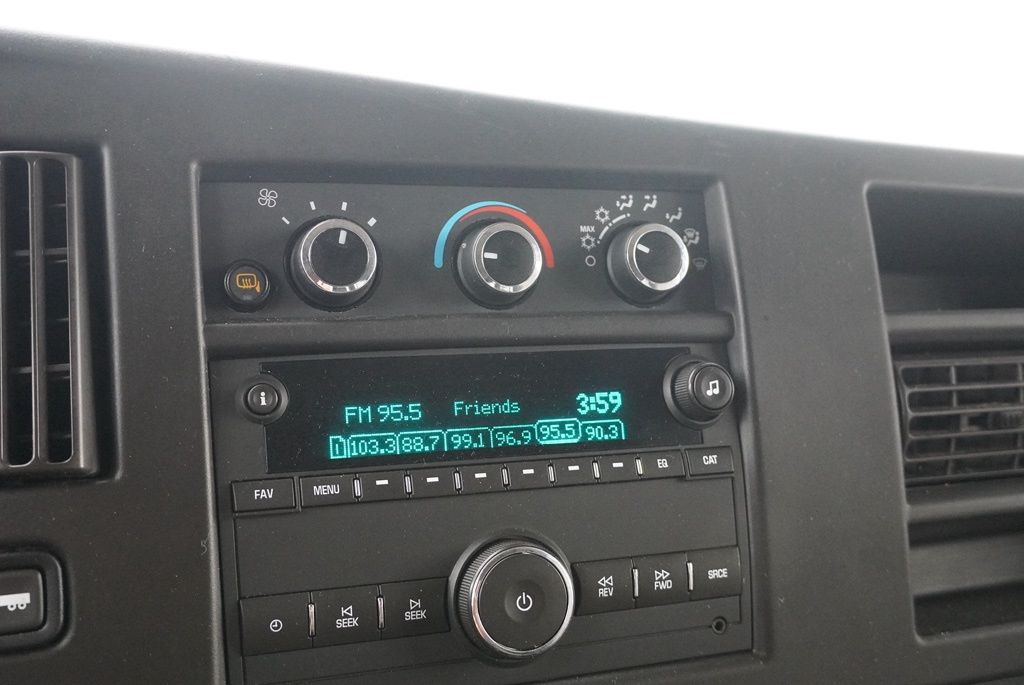 MAX
FM 95.5 Friends 3:59
1 103.3 88.7 99.1 96.9 95.5 90.3
FAV MENU EQ CAT
SEEK SEEK REV FWD SRCE